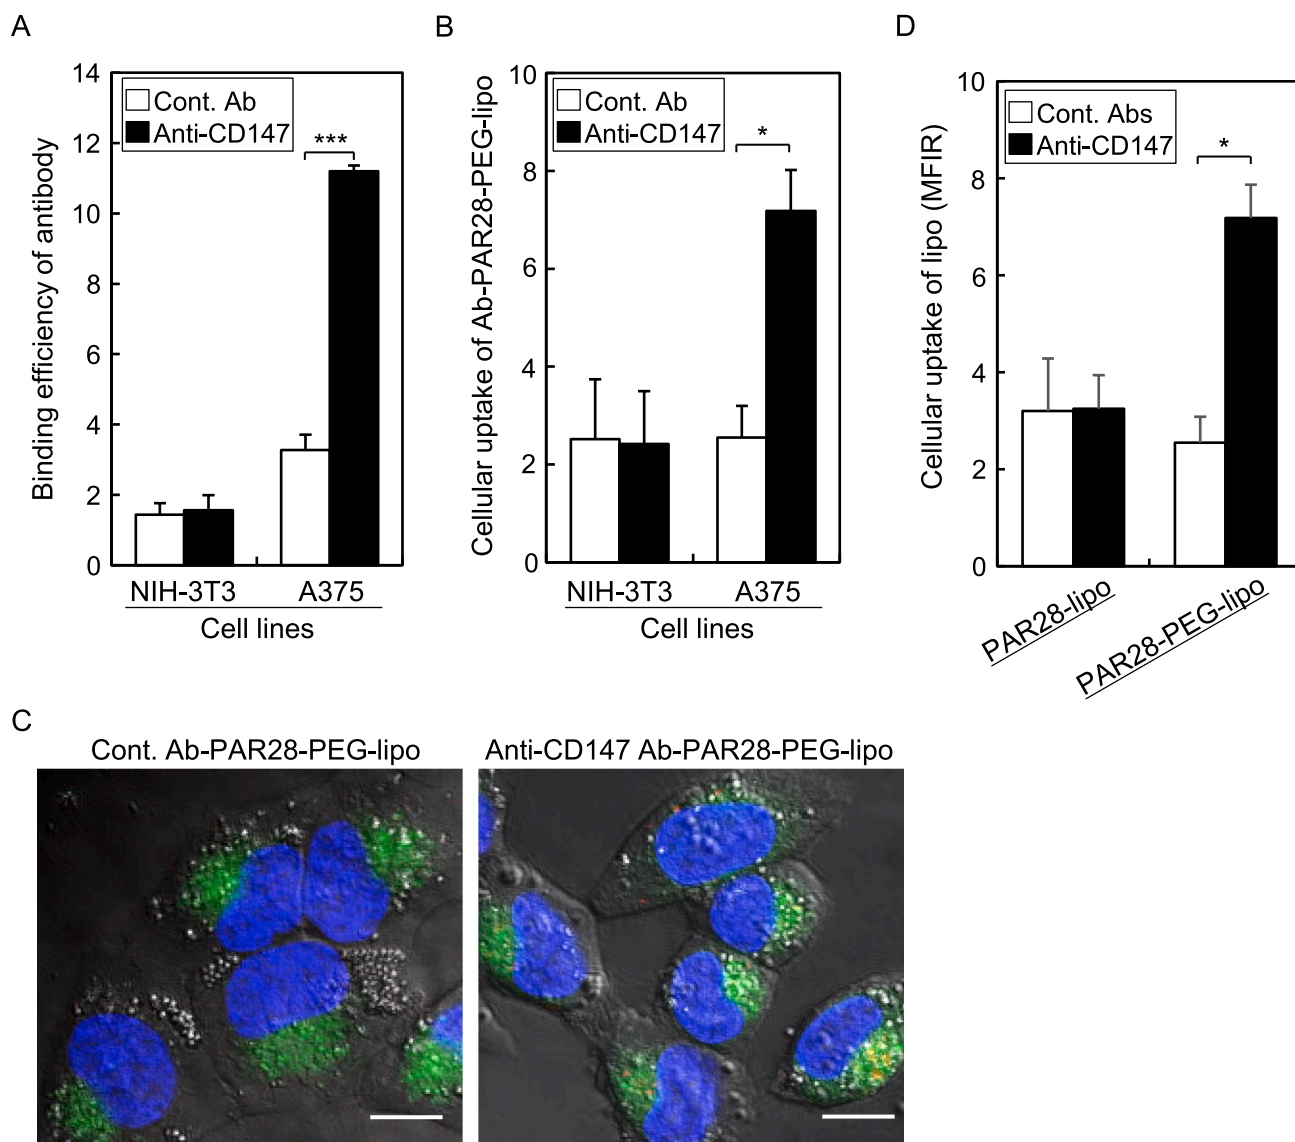 A
Binding efficiency of antibody
14
12
10
8
6
4
2
0
Cont. Ab
Anti-CD147
***
NIH-3T3 A375
Cell lines
B
Cellular uptake of Ab-PAR28-PEG-lipo
10
8
6
4
2
0
Cont. Ab
Anti-CD147
*
NIH-3T3 A375
Cell lines
D
Cellular uptake of lipo (MFIR)
10
8
6
4
2
0
Cont. Abs
Anti-CD147
*
PAR28-lipo
PAR28-PEG-lipo
C
Cont. Ab-PAR28-PEG-lipo
Anti-CD147 Ab-PAR28-PEG-lipo